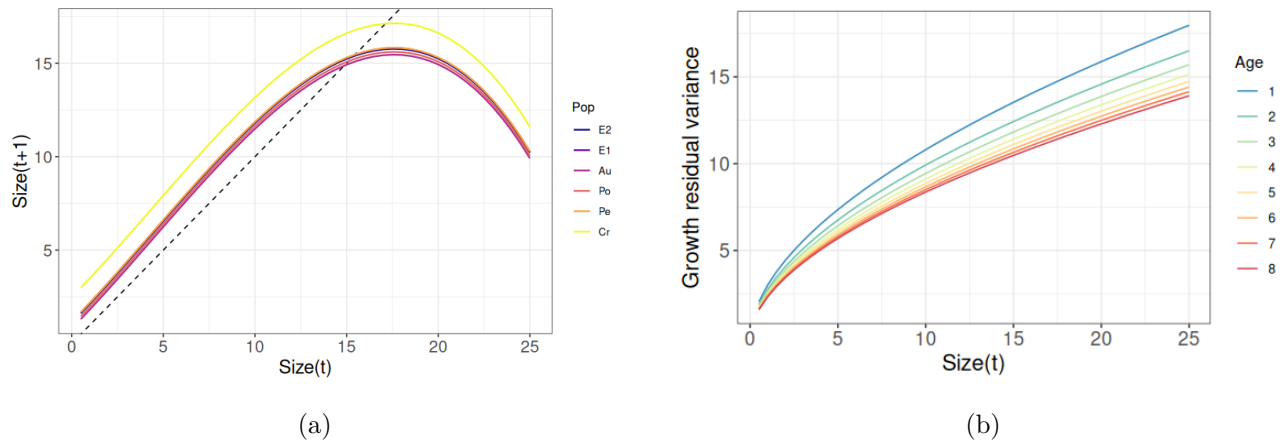 Size(t+1)
15
10
5
0 5 10 15 20 25
Size(t)
Pop
E2
E1
Au
Po
Pe
Cr
(a)
Growth residual variance
15
10
5
0 5 10 15 20 25
Size(t)
Age
1
2
3
4
5
6
7
8
(b)